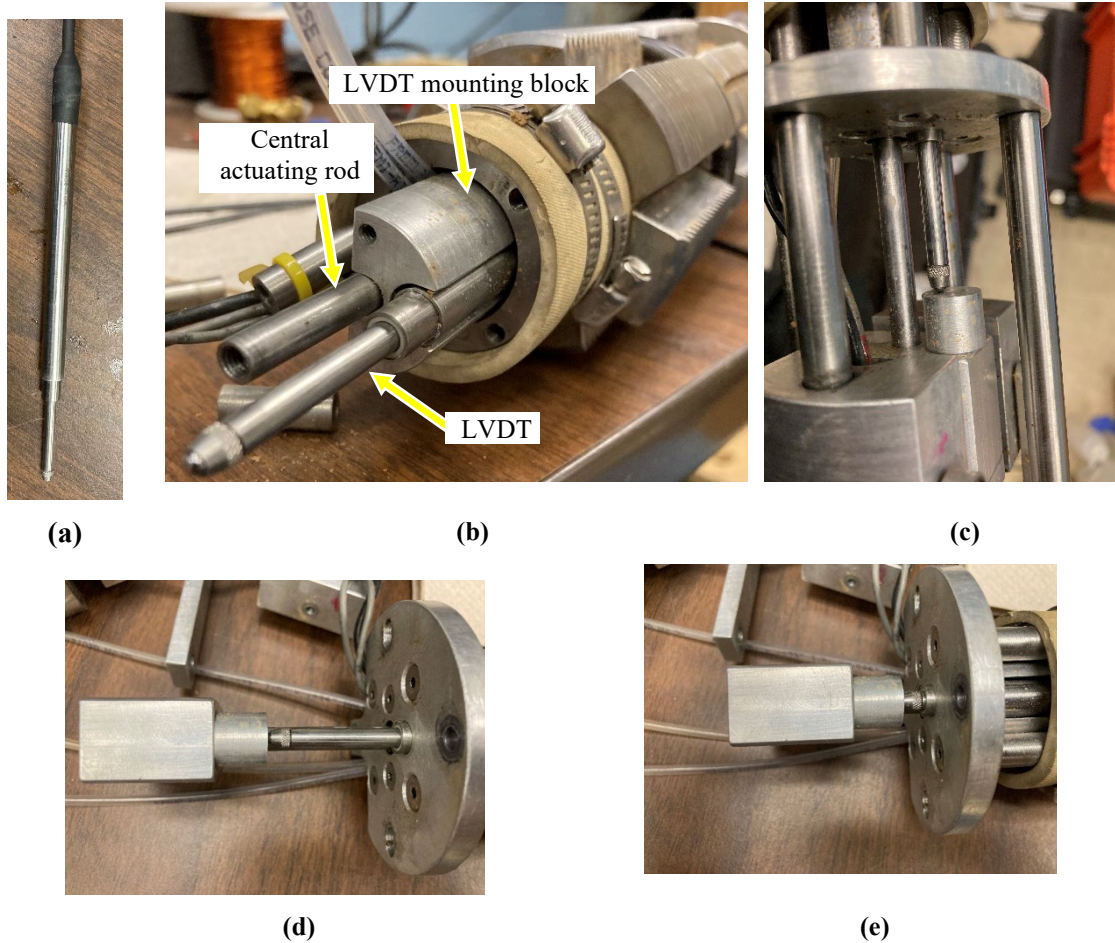 LVDT mounting block
Central
actuating rod
LVDT
(a)
(b)
(c)
(d)
(e)